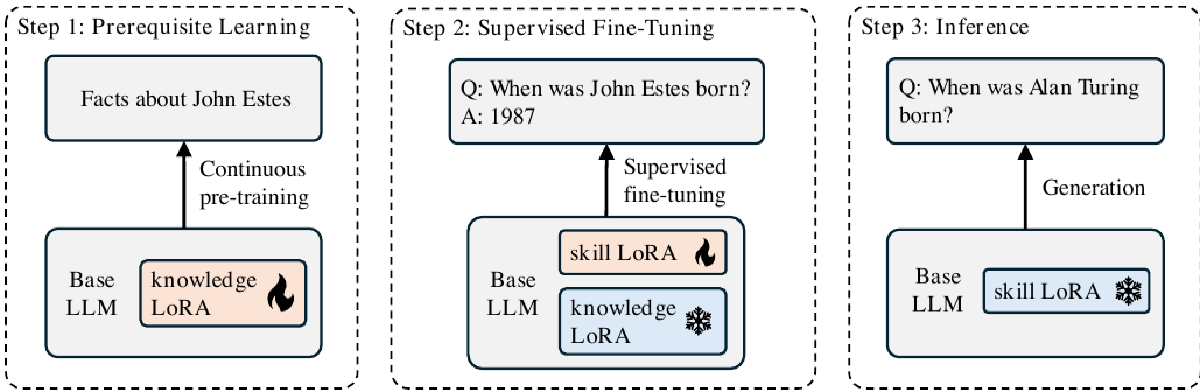 Step 1: Prerequisite Learning
Facts about John Estes
Continuous
pre-training
Base
LLM
knowledge
LoRA
Step 2: Supervised Fine-Tuning
Q: When was John Estes born?
A: 1987
Supervised
fine-tuning
Base
LLM
skill LoRA
knowledge
LoRA
Step 3: Inference
Q: When was Alan Turing
born?
Generation
Base
LLM
skill LoRA